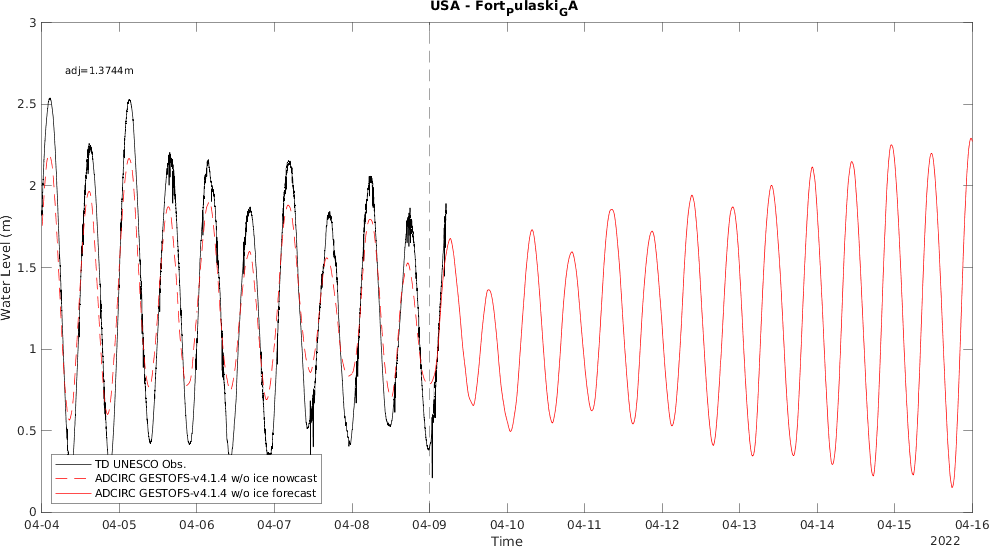 USA - FortPulaskiGA
3
adj=1.3744m
2.5
2
1.5
1
0.5
0
Water Level (m)
TD UNESCO Obs.
ADCIRC GESTOFS-v4.1.4 w/o ice nowcast
ADCIRC GESTOFS-v4.1.4 w/o ice forecast
04-04 04-05 04-06 04-07 04-08 04-09 04-10 04-11 04-12 04-13 04-14 04-15 04-16
Time
2022